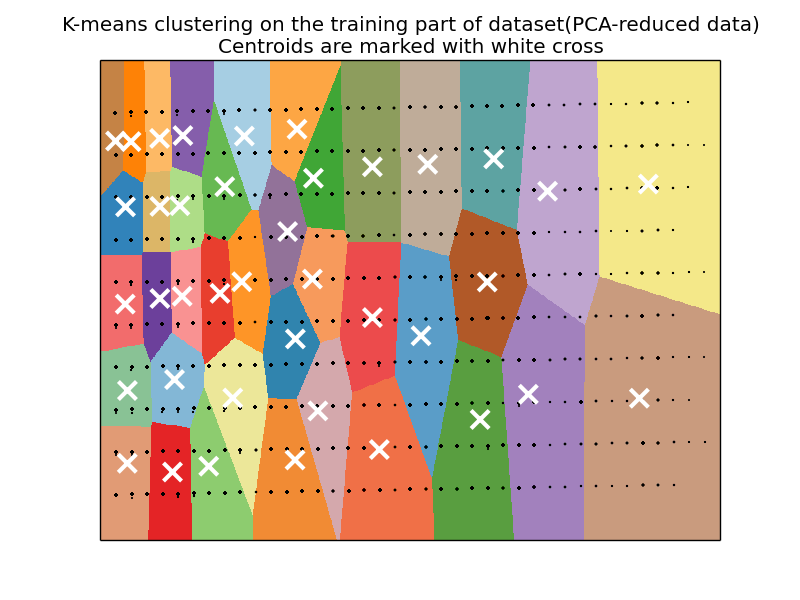 K-means clustering on the training part of dataset(PCA-reduced data)
Centroids are marked with white cross